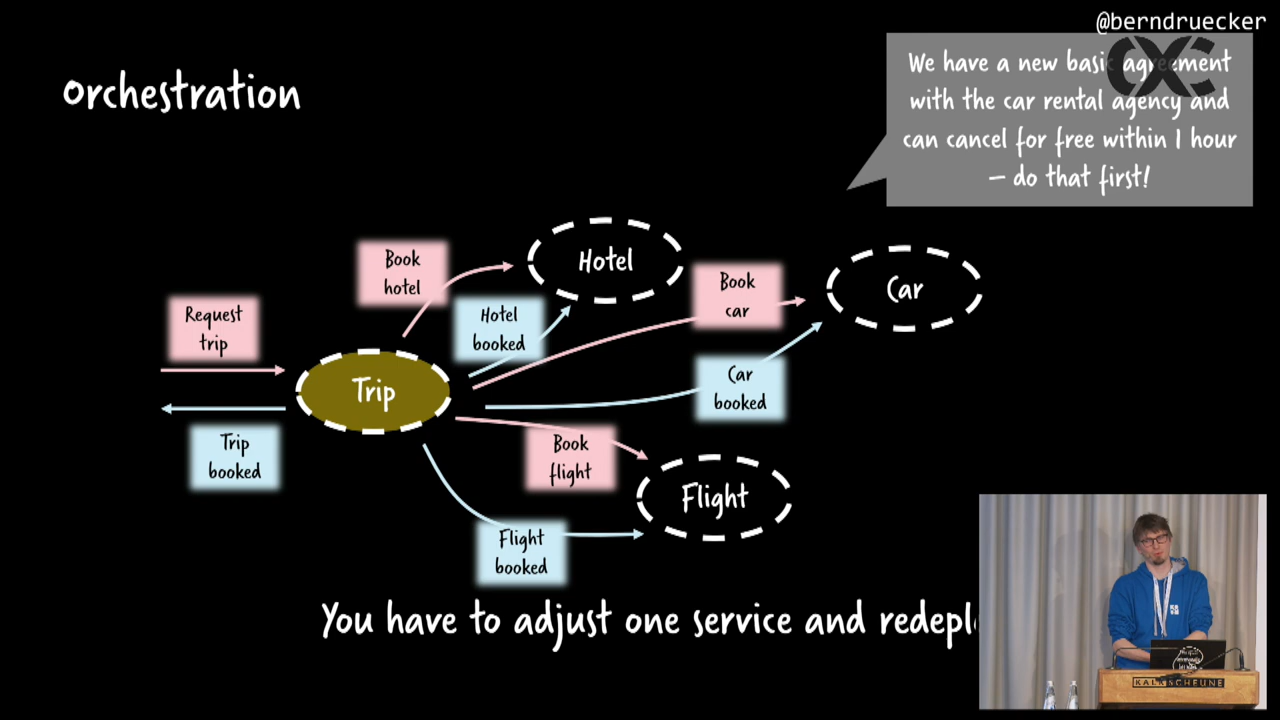 @berndruecker
Orchestration
We have a new basic agreement
with the car rental agency and
can cancel for free within 1 hour
– do that first!
Book
hotel
Hotel
Book
car
Car
Request
trip
Hotel
booked
Trip
Car
booked
Trip
booked
Book
flight
Flight
Flight
booked
You have to adjust one service and
KALKSCHEUNE